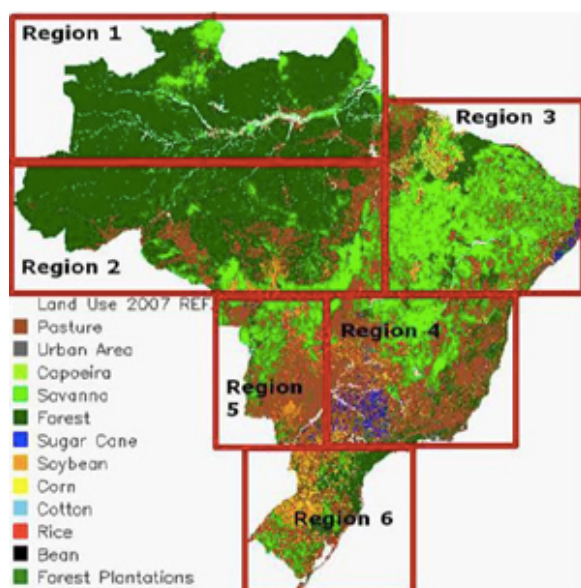 Region 1
Region 3
Region 2
Land Use 2007 REF.
Pasture
Urban Area
Capoeira
Savanna
Forest
Sugar Cane
Soybean
Corn
Cotton
Rice
Bean
Forest Plantations
Region 4
Region
5
Region 6